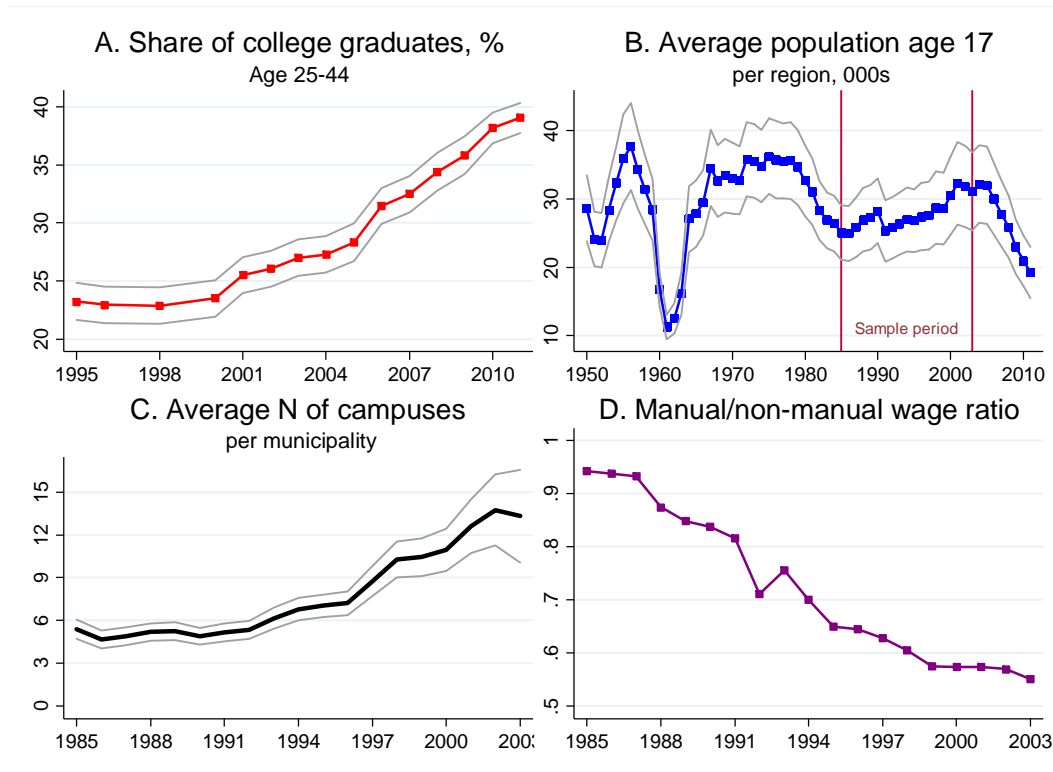 A. Share of college graduates, %
Age 25-44
40
35
30
25
20
1995 1998 2001 2004 2007 2010
B. Average population age 17
per region, 000s
40
30
20
10
Sample period
1950 1960 1970 1980 1990 2000 2010
C. Average N of campuses
per municipality
15
12
9
6
3
0
1985 1988 1991 1994 1997 2000 2003
D. Manual/non-manual wage ratio
1
.9
.8
.7
.6
.5
1985 1988 1991 1994 1997 2000 2003